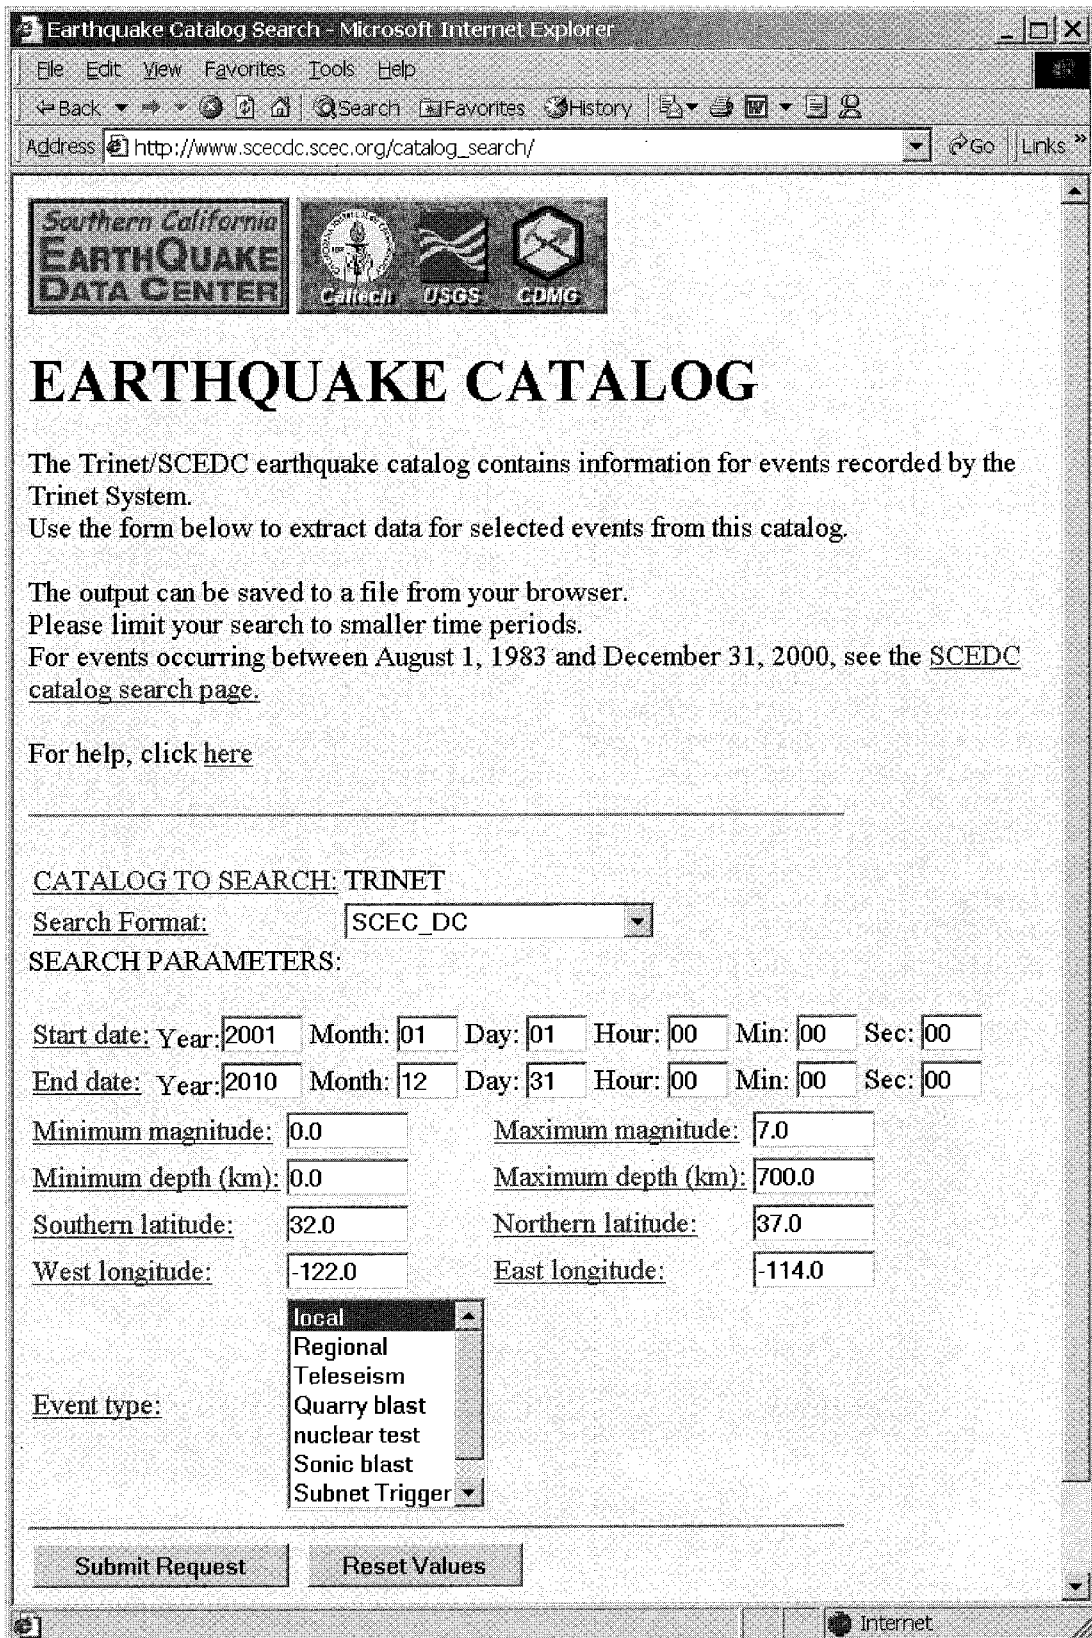 Earthquake Catalog Search - Microsoft Internet Explorer
File Edit View Favorites Tools Help
Back Search Favorites History
Address http://www.scecdc.scec.org/catalog_search/ Go Links »
Southern California
EARTHQUAKE
DATA CENTER
Caltech USGS CDMG
EARTHQUAKE CATALOG
The Trinet/SCEDC earthquake catalog contains information for events recorded by the
Trinet System.
Use the form below to extract data for selected events from this catalog.
The output can be saved to a file from your browser.
Please limit your search to smaller time periods.
For events occurring between August 1, 1983 and December 31, 2000, see the SCEDC
catalog search page.
For help, click here
CATALOG TO SEARCH: TRINET
Search Format: SCEC_DC
SEARCH PARAMETERS:
Start date: Year: 2001 Month: 01 Day: 01 Hour: 00 Min: 00 Sec: 00
End date: Year: 2010 Month: 12 Day: 31 Hour: 00 Min: 00 Sec: 00
Minimum magnitude: 0.0 Maximum magnitude: 7.0
Minimum depth (km): 0.0 Maximum depth (km): 700.0
Southern latitude: 32.0 Northern latitude: 37.0
West longitude: -122.0 East longitude: -114.0
Event type:
local
Regional
Teleseism
Quarry blast
nuclear test
Sonic blast
Subnet Trigger
Submit Request Reset Values
Internet